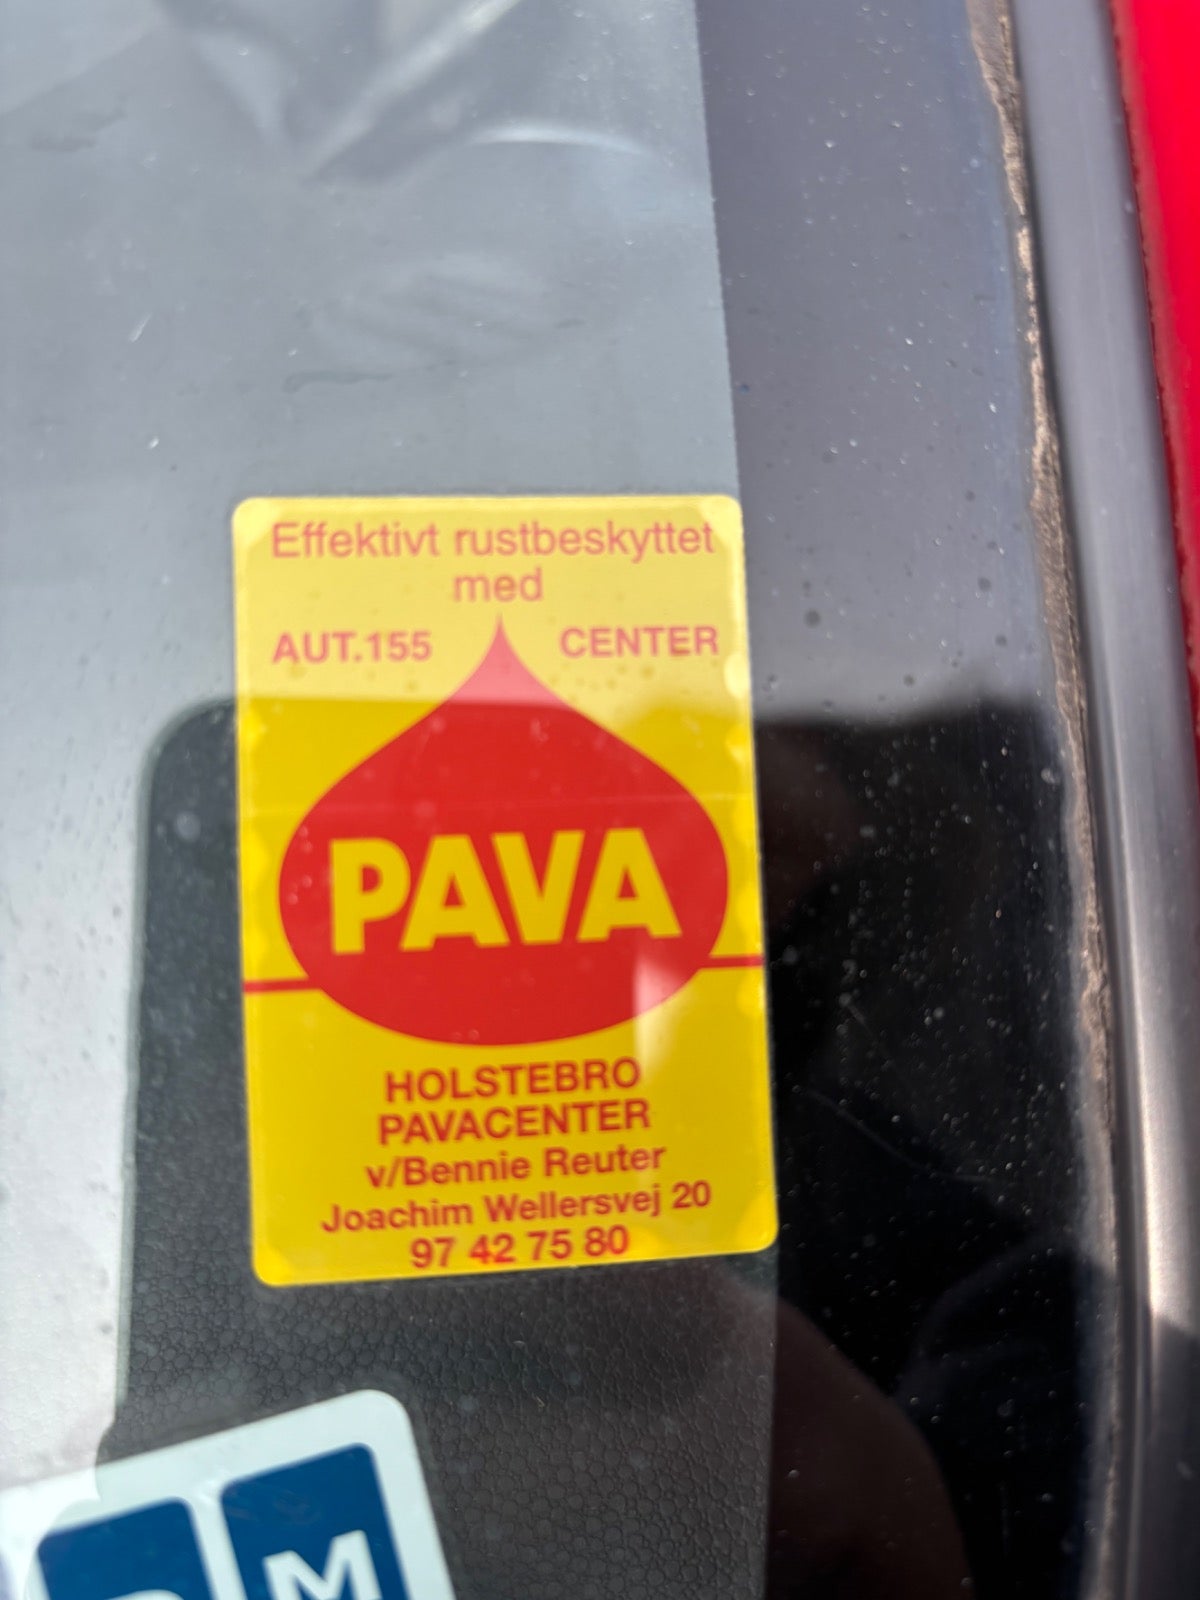 Effektivt rustbeskyttet
med
AUT.155 CENTER
PAVA
HOLSTEBRO
PAVACENTER
v/Bennie Reuter
Joachim Wellersvej 20
97 42 75 80
M